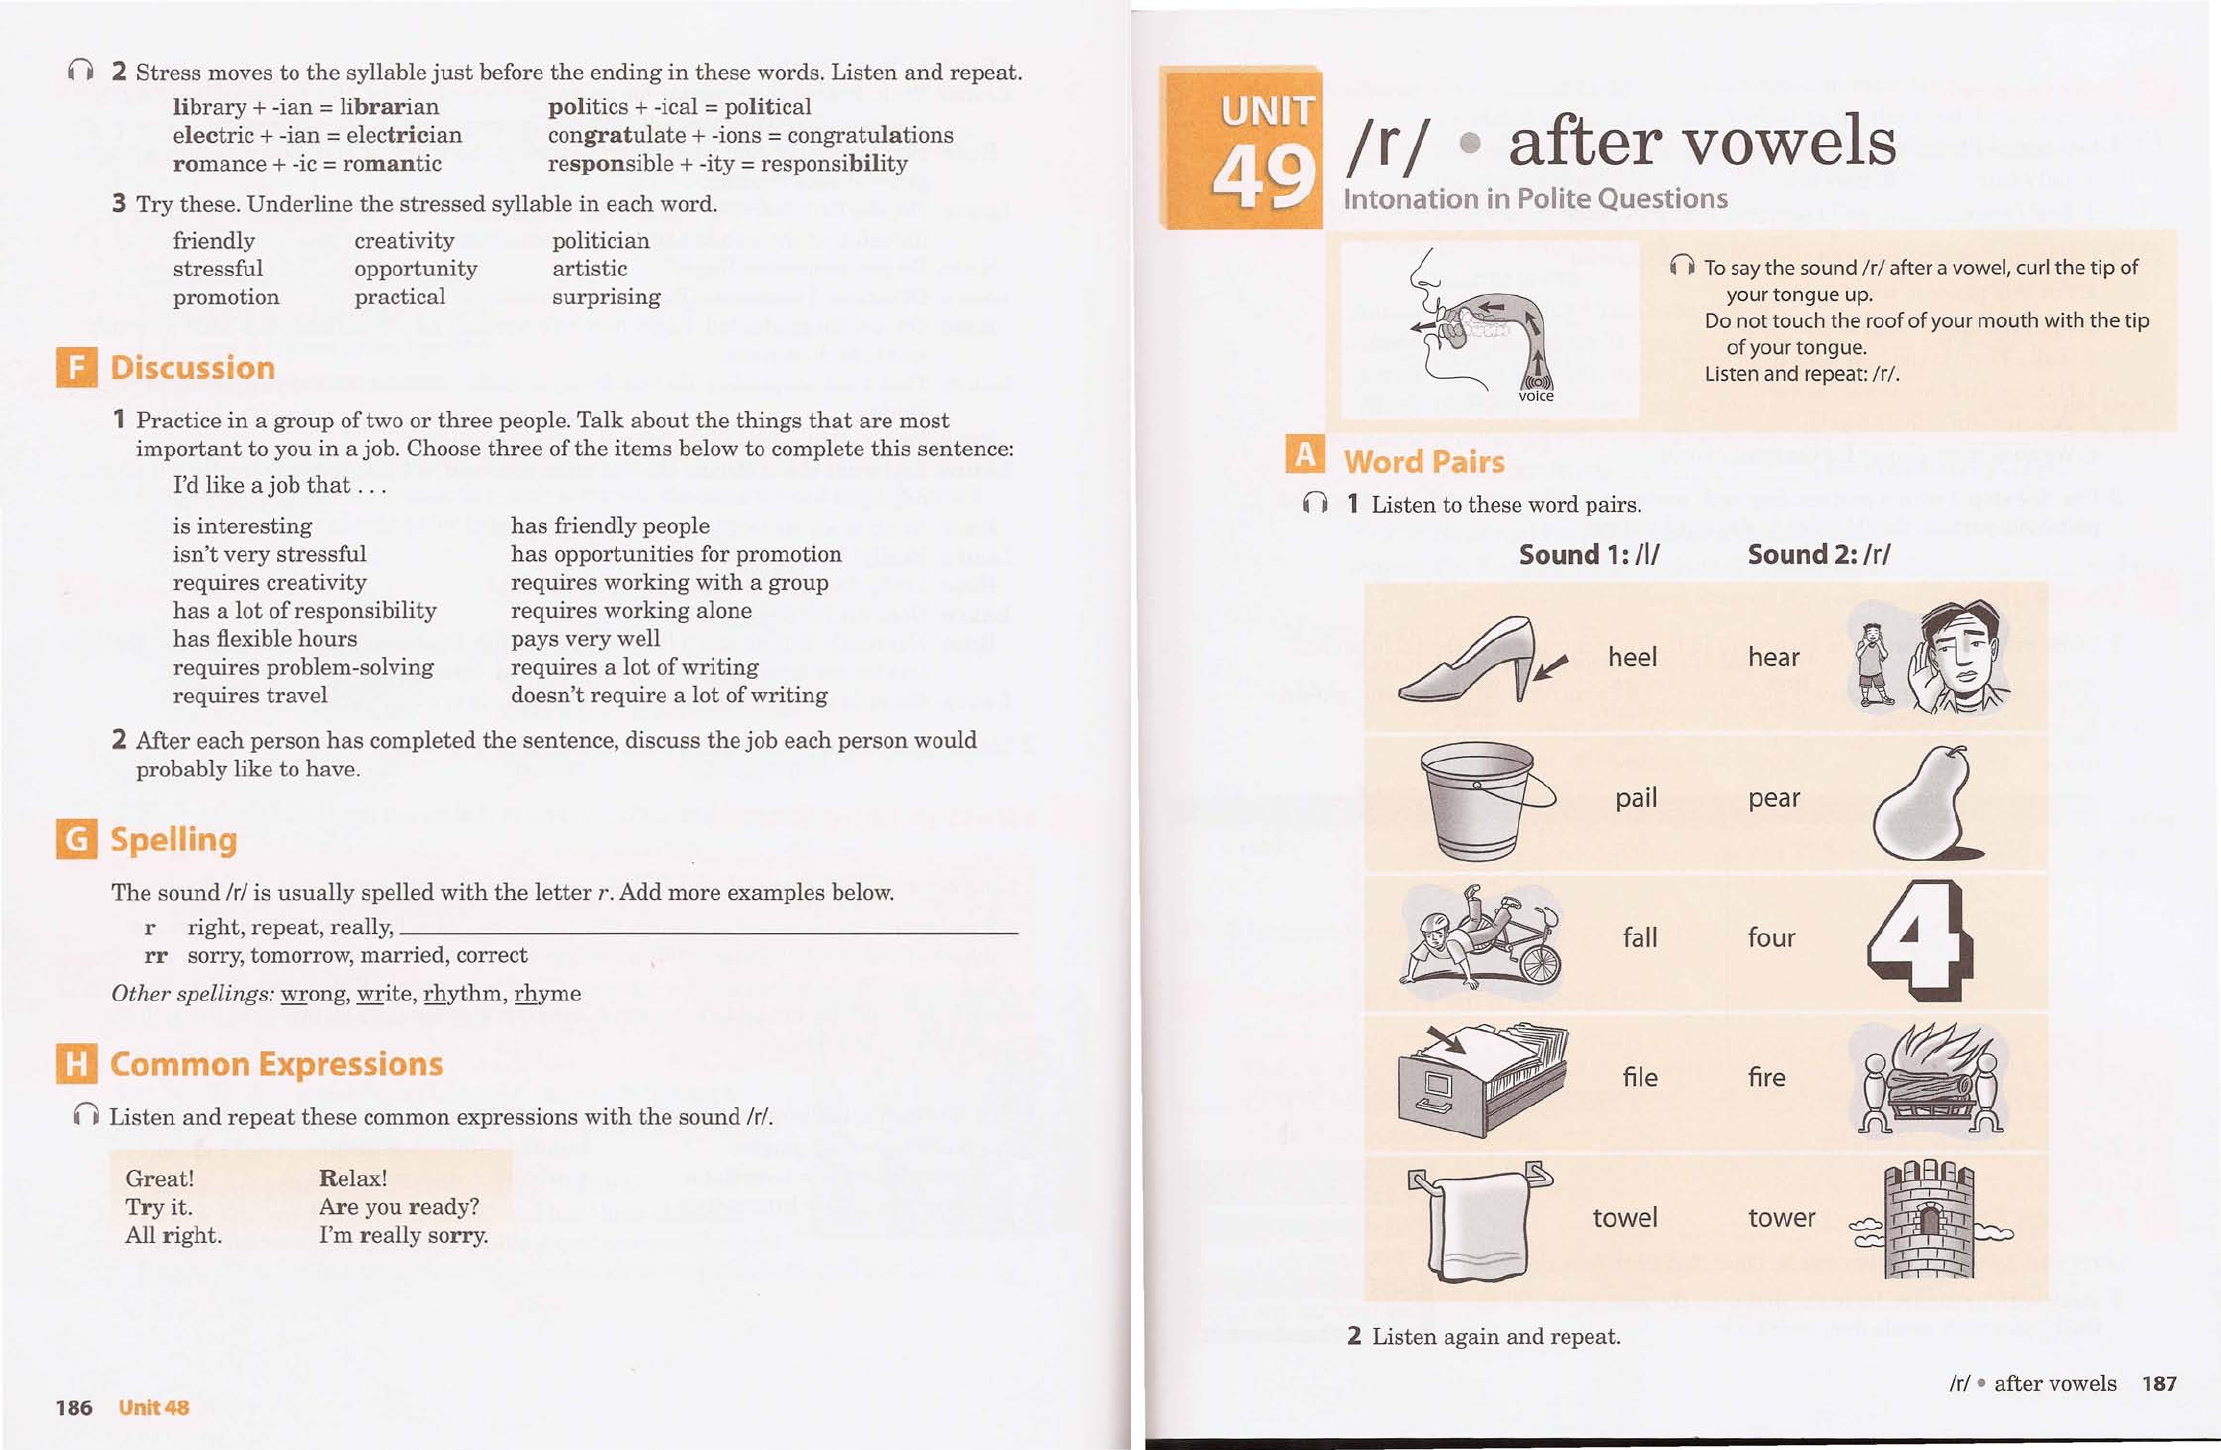 2 Stress moves to the syllable just before the ending in these words. Listen and repeat.
library + -ian = librarian politics + -ical = political
electric + -ian = electrician congratulate + -ions = congratulations
romance + -ic = romantic responsible + -ity = responsibility
3 Try these. Underline the stressed syllable in each word.
friendly creativity politician
stressful opportunity artistic
promotion practical surprising
F Discussion
1 Practice in a group of two or three people. Talk about the things that are most
important to you in a job. Choose three of the items below to complete this sentence:
I'd like a job that . . .
is interesting has friendly people
isn't very stressful has opportunities for promotion
requires creativity requires working with a group
has a lot of responsibility requires working alone
has flexible hours pays very well
requires problem-solving requires a lot of writing
requires travel doesn't require a lot of writing
2 After each person has completed the sentence, discuss the job each person would
probably like to have.
G Spelling
The sound /r/ is usually spelled with the letter r. Add more examples below.
r right, repeat, really,
rr sorry, tomorrow, married, correct
Other spellings: wrong, write, rhythm, rhyme
H Common Expressions
Listen and repeat these common expressions with the sound /r/.
Great! Relax!
Try it. Are you ready?
All right. I'm really sorry.
186 Unit 48
UNIT
49
/r/ • after vowels
Intonation in Polite Questions
voice
To say the sound /r/ after a vowel, curl the tip of
your tongue up.
Do not touch the roof of your mouth with the tip
of your tongue.
Listen and repeat: /r/.
A Word Pairs
1 Listen to these word pairs.
Sound 1: /l/ Sound 2: /r/
heel hear
pail pear
fall four
4
file fire
towel tower
2 Listen again and repeat.
/r/ • after vowels 187